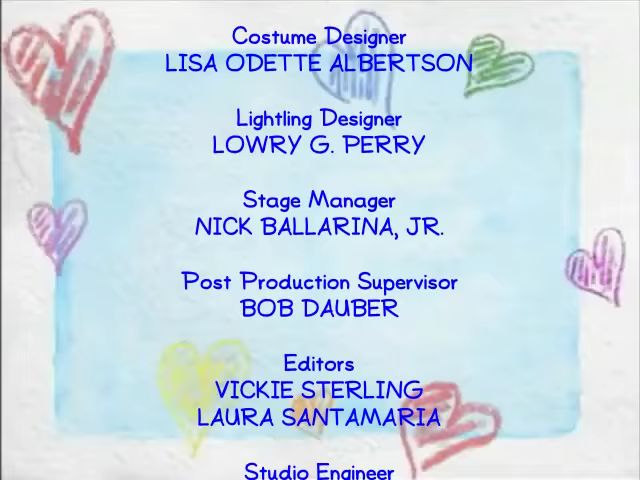 Costume Designer
LISA ODETTE ALBERTSON
Lightling Designer
LOWRY G. PERRY
Stage Manager
NICK BALLARINA, JR.
Post Production Supervisor
BOB DAUBER
Editors
VICKIE STERLING
LAURA SANTAMARIA
Studio Engineer